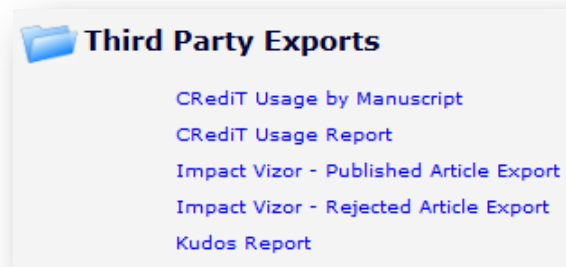 Third Party Exports
CRediT Usage by Manuscript
CRediT Usage Report
Impact Vizor - Published Article Export
Impact Vizor - Rejected Article Export
Kudos Report